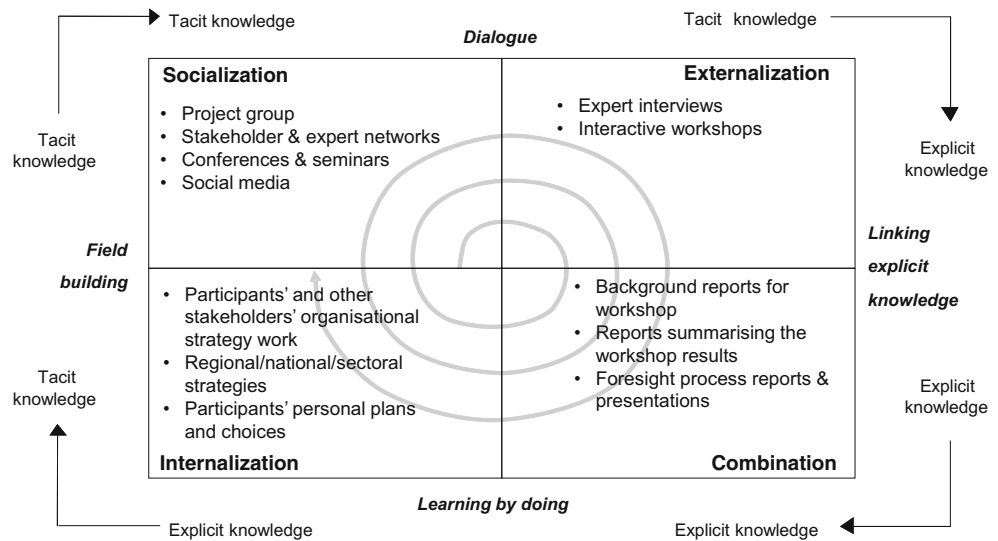 Tacit knowledge
Tacit knowledge
Dialogue
Socialization
• Project group
• Stakeholder & expert networks
• Conferences & seminars
• Social media
Externalization
• Expert interviews
• Interactive workshops
Tacit
knowledge
Explicit
knowledge
Field
building
Linking
explicit
knowledge
• Participants' and other
stakeholders' organisational
strategy work
• Regional/national/sectoral
strategies
• Participants' personal plans
and choices
Internalization
• Background reports for
workshop
• Reports summarising the
workshop results
• Foresight process reports &
presentations
Combination
Tacit
knowledge
Explicit
knowledge
Learning by doing
Explicit knowledge
Explicit knowledge